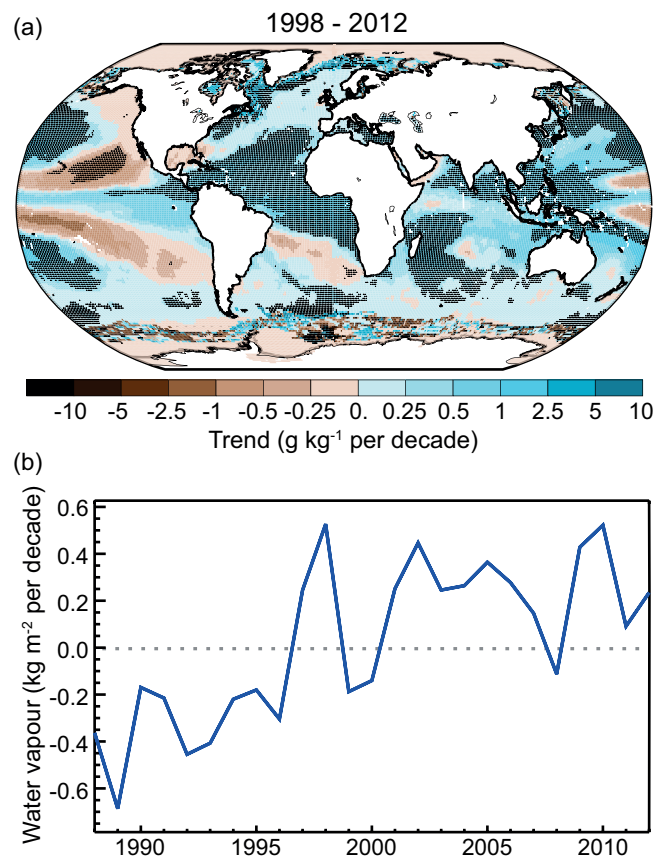 (a)
1998 - 2012
-10 -5 -2.5 -1 -0.5 -0.25 0. 0.25 0.5 1 2.5 5 10
Trend (g kg⁻¹ per decade)
(b)
Water vapour (kg m⁻² per decade)
0.6
0.4
0.2
0.0
-0.2
-0.4
-0.6
1990 1995 2000 2005 2010